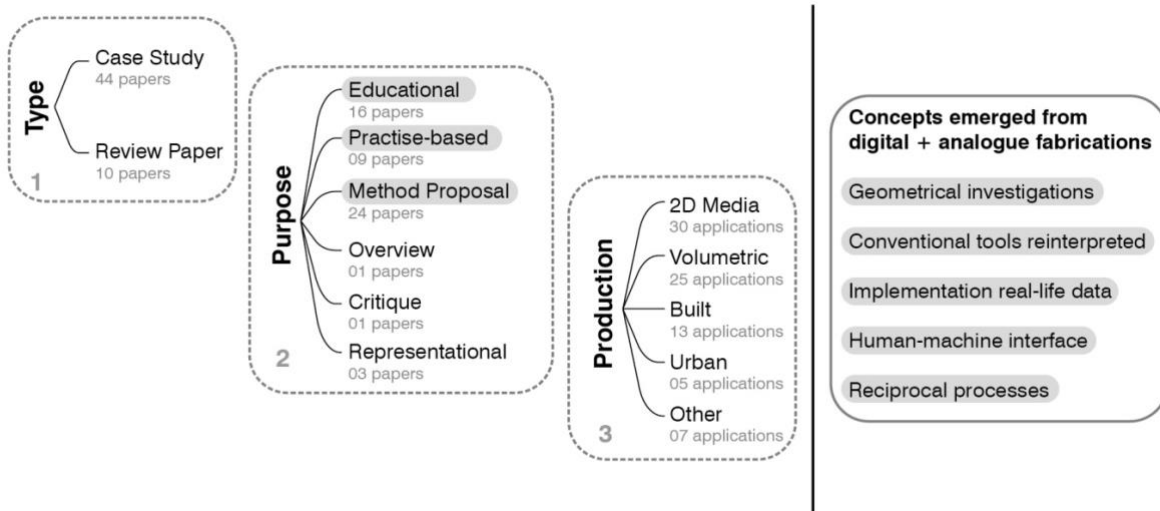 Type
Case Study
44 papers
Review Paper
10 papers
1
Purpose
Educational
16 papers
Practise-based
09 papers
Method Proposal
24 papers
Overview
01 papers
Critique
01 papers
Representational
03 papers
2
Production
2D Media
30 applications
Volumetric
25 applications
Built
13 applications
Urban
05 applications
Other
07 applications
3
Concepts emerged from
digital + analogue fabrications
Geometrical investigations
Conventional tools reinterpreted
Implementation real-life data
Human-machine interface
Reciprocal processes